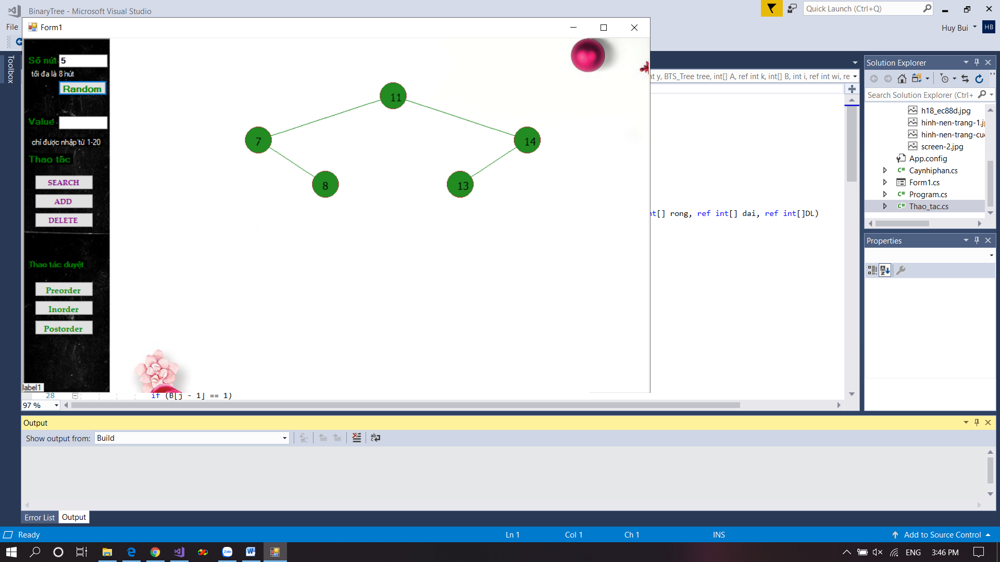 BinaryTree - Microsoft Visual Studio
Quick Launch (Ctrl+Q)
File
Huy Bui
HB
Form1
Toolbox
Số nút
5
tối đa là 8 nút
Random
Value
chỉ được nhập từ 1-20
Thao tác
SEARCH
ADD
DELETE
Thao tác duyệt
Preorder
Inorder
Postorder
label1
11
7
14
8
13
nt y, BTS_Tree tree, int[] A, ref int k, int[] B, int i, ref int wi, re
nt[] rong, ref int[] dai, ref int[]DL)
28
if (B[j - 1] == 1)
97 %
Solution Explorer
Search Solution Explorer (Ctrl+
h18_ec88d.jpg
hinh-nen-trang-1.j
hinh-nen-trang-cu
screen-2.jpg
App.config
Caynhiphan.cs
Form1.cs
Program.cs
Thao_tac.cs
Properties
Output
Show output from:
Build
Error List
Output
Ready
Ln 1
Col 1
Ch 1
INS
Add to Source Control
Zalo
ENG
3:46 PM